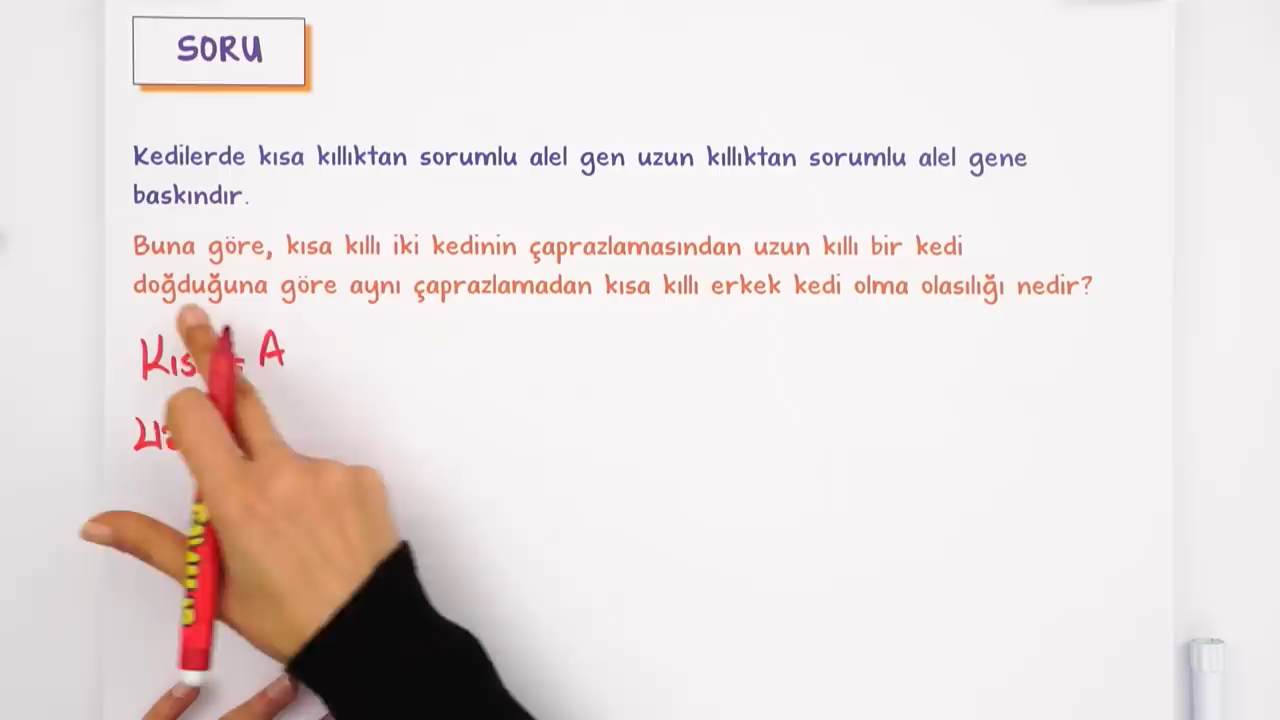 SORU
Kedilerde kısa kıllıktan sorumlu alel gen uzun kıllıktan sorumlu alel gene
baskındır.
Buna göre, kısa kıllı iki kedinin çaprazlamasından uzun kıllı bir kedi
doğduğuna göre aynı çaprazlamadan kısa kıllı erkek kedi olma olasılığı nedir?
= A